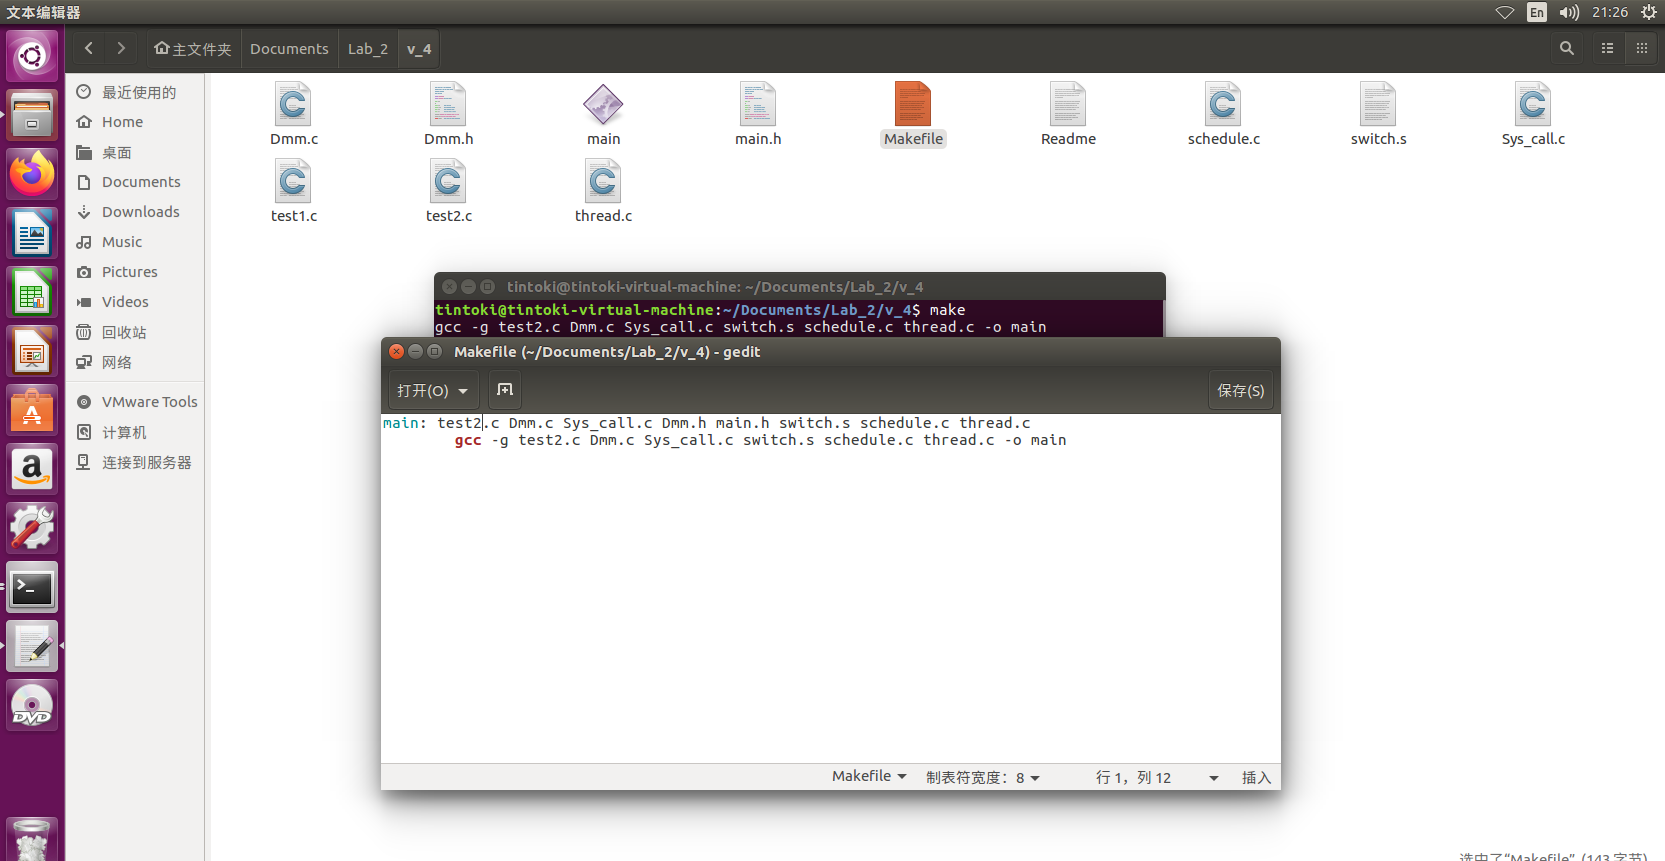 文本编辑器
En
21:26
主文件夹 Documents Lab_2 v_4
最近使用的
Home
桌面
Documents
Downloads
Music
Pictures
Videos
回收站
网络
VMware Tools
计算机
连接到服务器
Dmm.c Dmm.h main main.h Makefile Readme schedule.c switch.s Sys_call.c
test1.c test2.c thread.c
tintoki@tintoki-virtual-machine: ~/Documents/Lab_2/v_4
tintoki@tintoki-virtual-machine:~/Documents/Lab_2/v_4$ make
gcc -g test2.c Dmm.c Sys_call.c switch.s schedule.c thread.c -o main
Makefile (~/Documents/Lab_2/v_4) - gedit
打开(O)
保存(S)
main: test2.c Dmm.c Sys_call.c Dmm.h main.h switch.s schedule.c thread.c
gcc -g test2.c Dmm.c Sys_call.c switch.s schedule.c thread.c -o main
Makefile 制表符宽度：8 行 1，列 12 插入
选中了“Makefile” (143 字节)
a
DVD